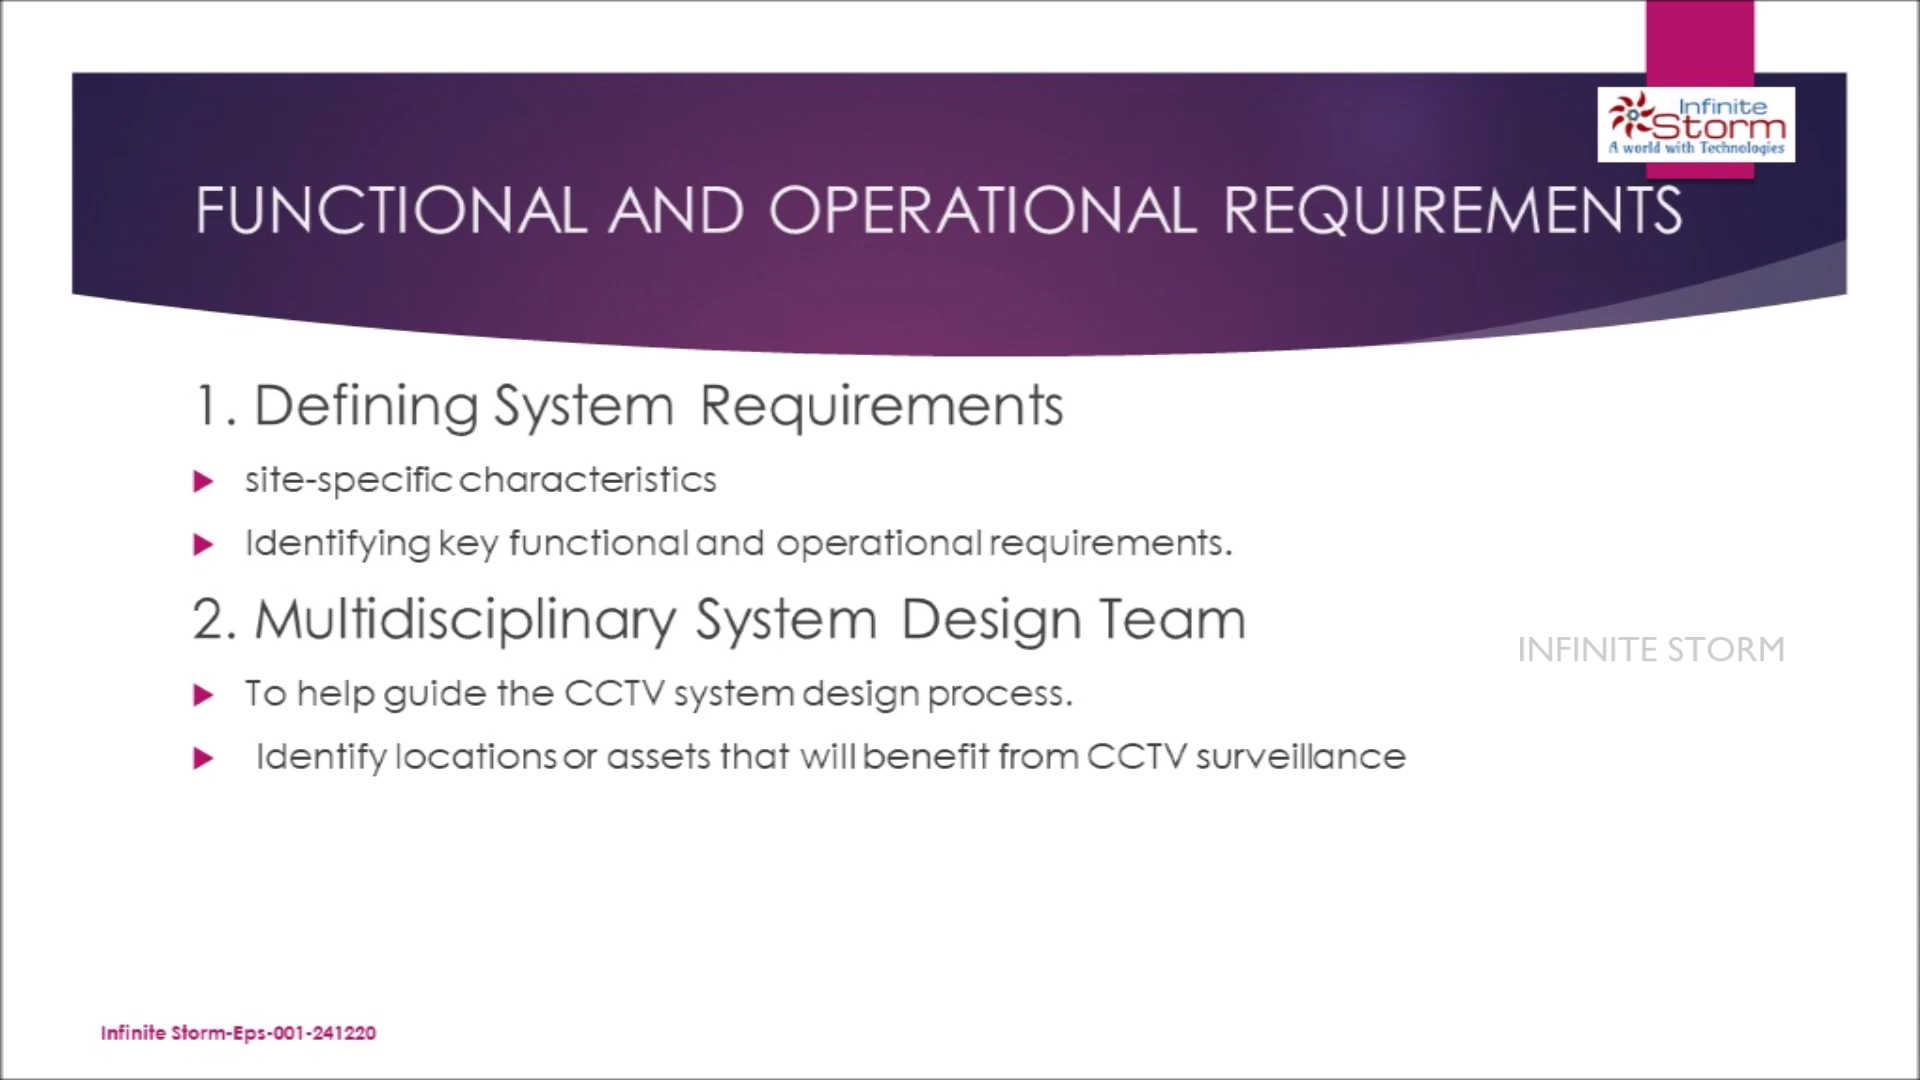 Infinite
Storm
A world with Technologies
FUNCTIONAL AND OPERATIONAL REQUIREMENTS
1. Defining System Requirements
site-specific characteristics
Identifying key functional and operational requirements.
2. Multidisciplinary System Design Team
INFINITE STORM
To help guide the CCTV system design process.
Identify locations or assets that will benefit from CCTV surveillance
Infinite Storm-Eps-001-241220